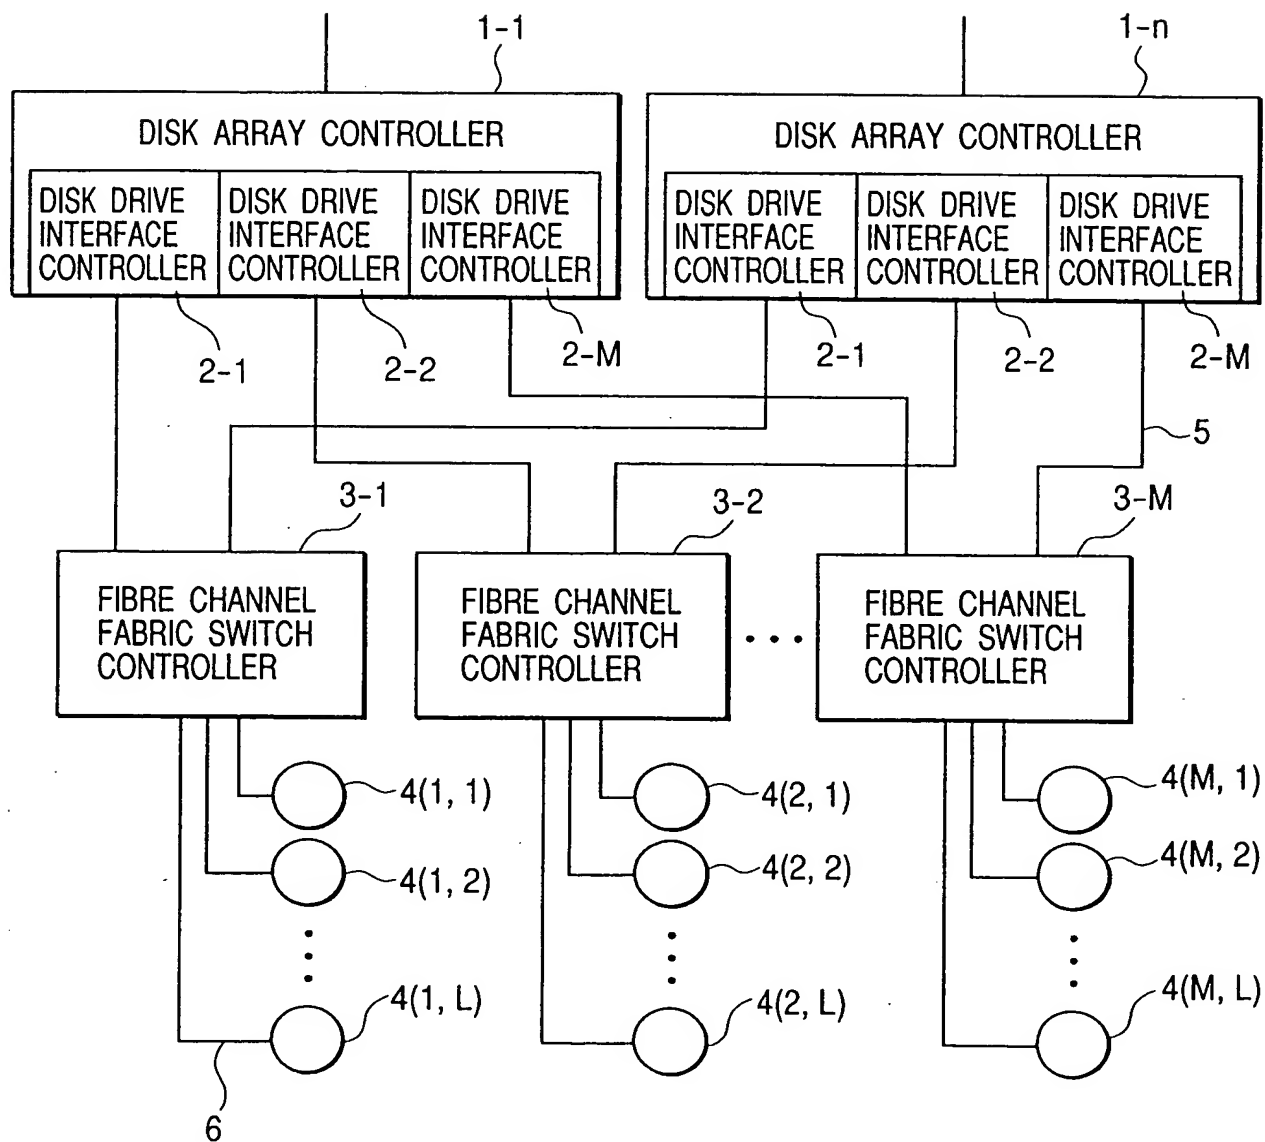 1-1
1-n
DISK ARRAY CONTROLLER
DISK ARRAY CONTROLLER
DISK DRIVE
INTERFACE
CONTROLLER
DISK DRIVE
INTERFACE
CONTROLLER
DISK DRIVE
INTERFACE
CONTROLLER
DISK DRIVE
INTERFACE
CONTROLLER
DISK DRIVE
INTERFACE
CONTROLLER
DISK DRIVE
INTERFACE
CONTROLLER
2-1
2-2
2-M
2-1
2-2
2-M
5
3-1
3-2
3-M
FIBRE CHANNEL
FABRIC SWITCH
CONTROLLER
FIBRE CHANNEL
FABRIC SWITCH
CONTROLLER
FIBRE CHANNEL
FABRIC SWITCH
CONTROLLER
4(1, 1)
4(2, 1)
4(M, 1)
4(1, 2)
4(2, 2)
4(M, 2)
4(1, L)
4(2, L)
4(M, L)
6